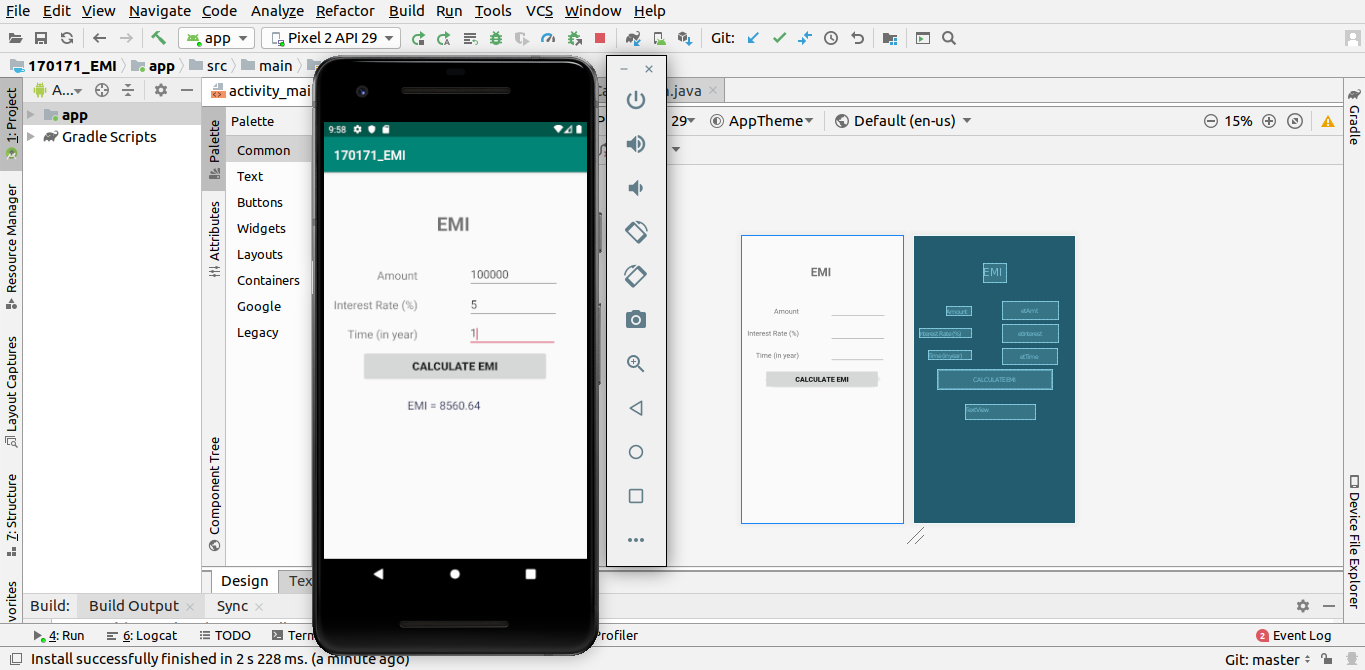 File Edit View Navigate Code Analyze Refactor Build Run Tools VCS Window Help
app Pixel 2 API 29 Git:
170171_EMI app src main
1: Project
Resource Manager
Layout Captures
7: Structure
vorites
A...
app
Gradle Scripts
activity_mai
.java
Palette
Attributes
Component Tree
Palette
Common
Text
Buttons
Widgets
Layouts
Containers
Google
Legacy
29 AppTheme Default (en-us) 15%
9:58
170171_EMI
EMI
Amount 100000
Interest Rate (%) 5
Time (in year) 1
CALCULATE EMI
EMI = 8560.64
EMI
Amount
Interest Rate (%)
Time (in year)
CALCULATE EMI
EMI
Amount etAmt
Interest Rate (%) etInterest
Time (in year) etTime
CALCULATE EMI
TextView
Gradle
Device File Explorer
Design Tex
Build: Build Output Sync
4: Run 6: Logcat TODO Term Profiler 2 Event Log
Install successfully finished in 2 s 228 ms. (a minute ago) Git: master